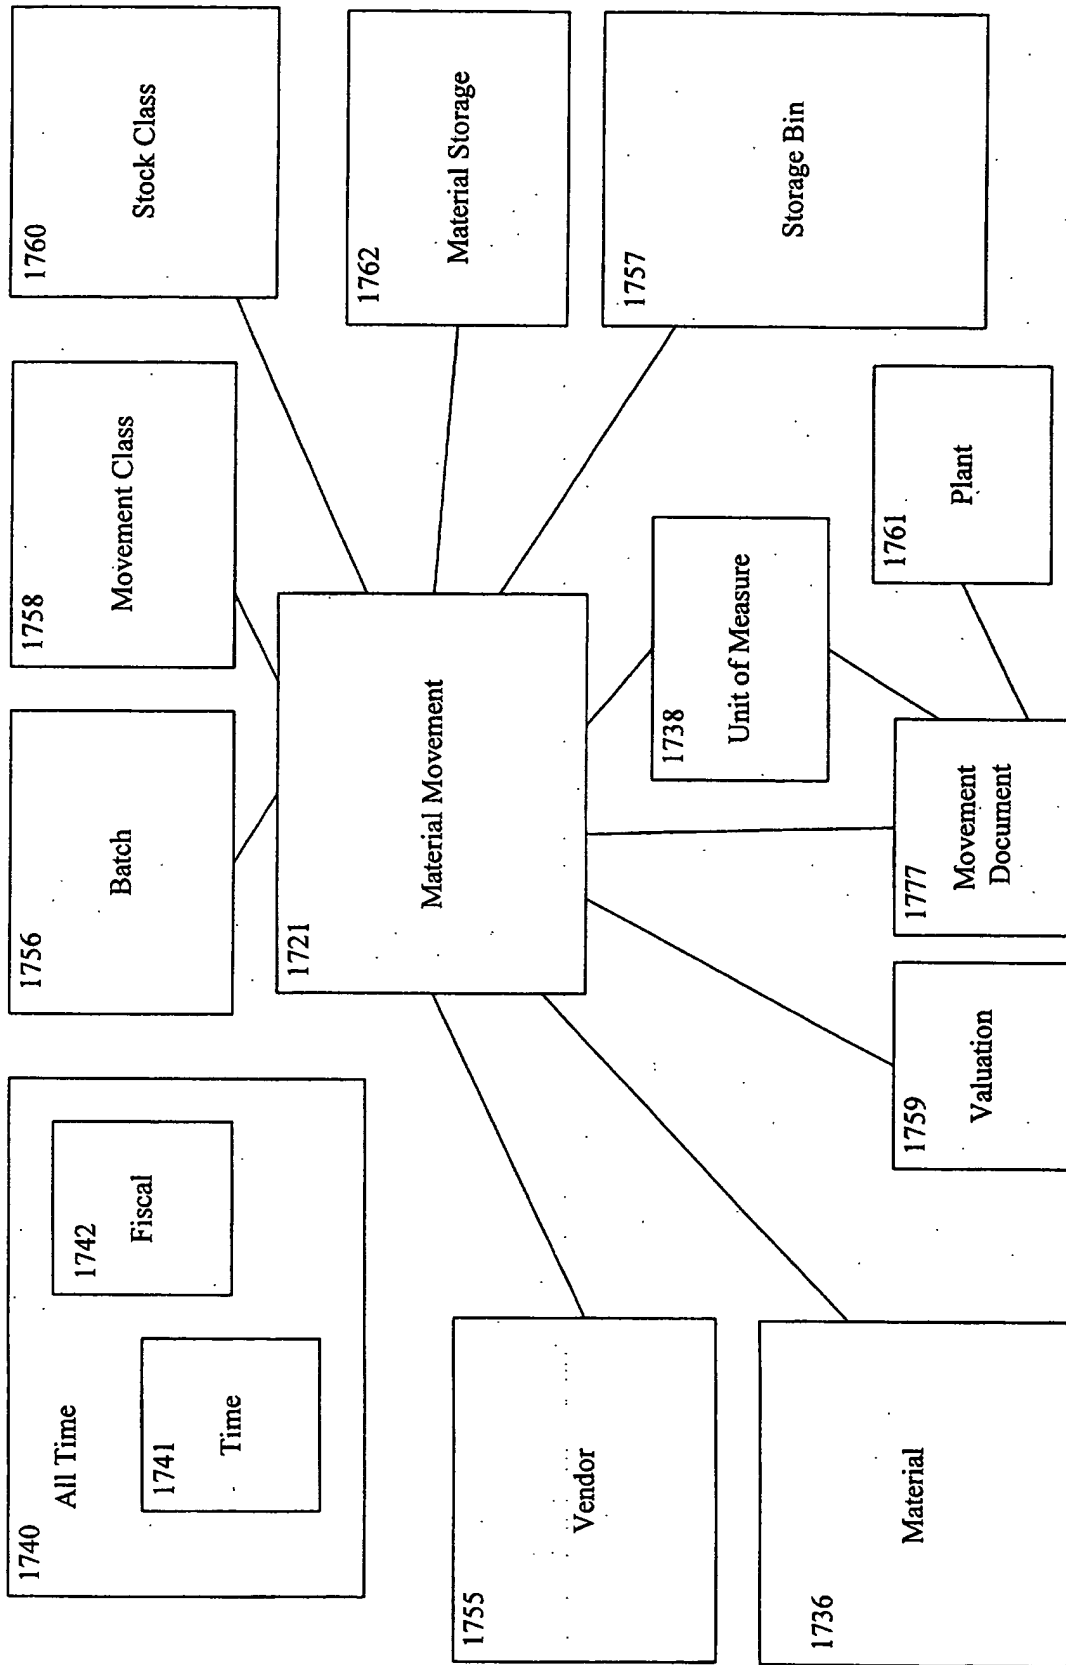 1740
All Time
1741
Time
1742
Fiscal
1756
Batch
1758
Movement Class
1760
Stock Class
1755
Vendor
1721
Material Movement
1762
Material Storage
1736
Material
1759
Valuation
1777
Movement
Document
1738
Unit of Measure
1761
Plant
1757
Storage Bin